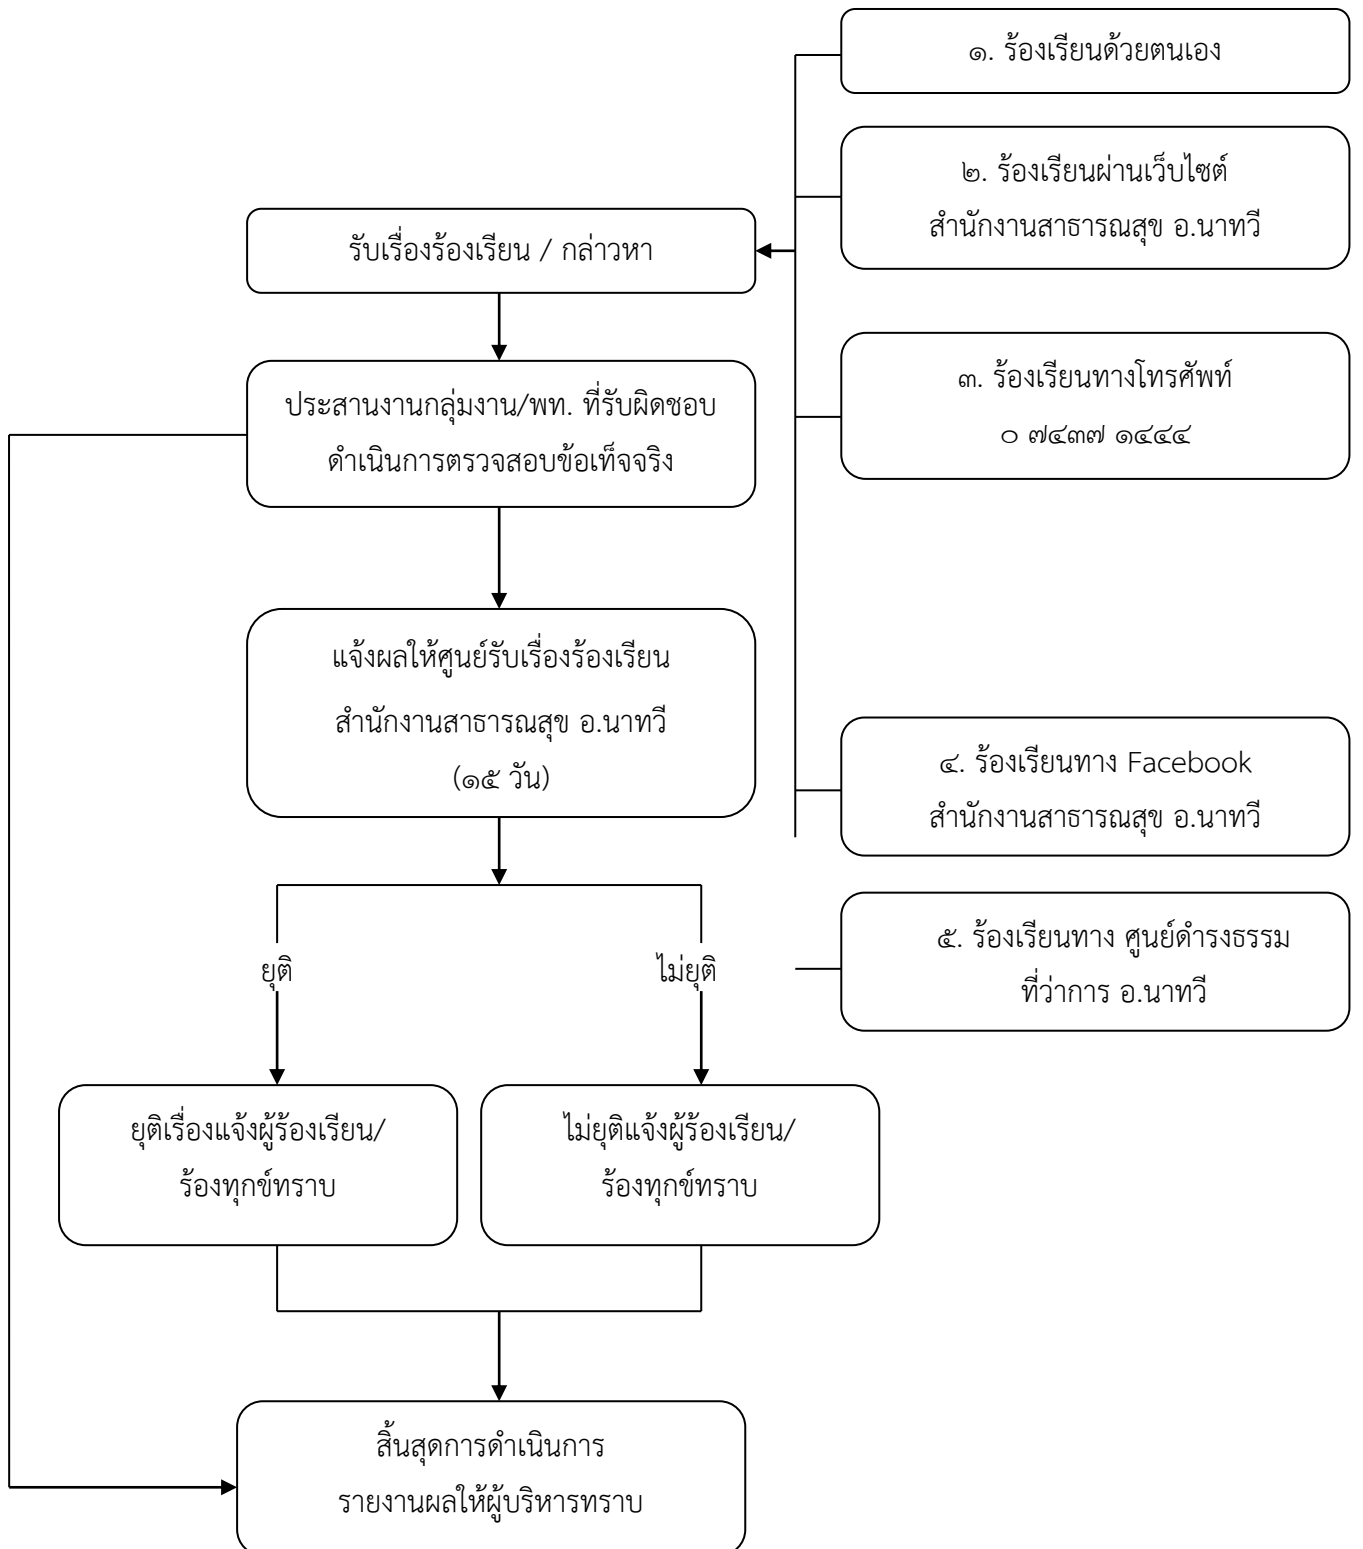 ๑. ร้องเรียนด้วยตนเอง
๒. ร้องเรียนผ่านเว็บไซต์
สำนักงานสาธารณสุข อ.นาทวี
รับเรื่องร้องเรียน / กล่าวหา
๓. ร้องเรียนทางโทรศัพท์
๐ ๗๔๓๗ ๑๔๔๔
ประสานงานกลุ่มงาน/พท. ที่รับผิดชอบ
ดำเนินการตรวจสอบข้อเท็จจริง
แจ้งผลให้ศูนย์รับเรื่องร้องเรียน
สำนักงานสาธารณสุข อ.นาทวี
(๑๕ วัน)
๔. ร้องเรียนทาง Facebook
สำนักงานสาธารณสุข อ.นาทวี
๕. ร้องเรียนทาง ศูนย์ดำรงธรรม
ที่ว่าการ อ.นาทวี
ยุติ
ไม่ยุติ
ยุติเรื่องแจ้งผู้ร้องเรียน/
ร้องทุกข์ทราบ
ไม่ยุติแจ้งผู้ร้องเรียน/
ร้องทุกข์ทราบ
สิ้นสุดการดำเนินการ
รายงานผลให้ผู้บริหารทราบ